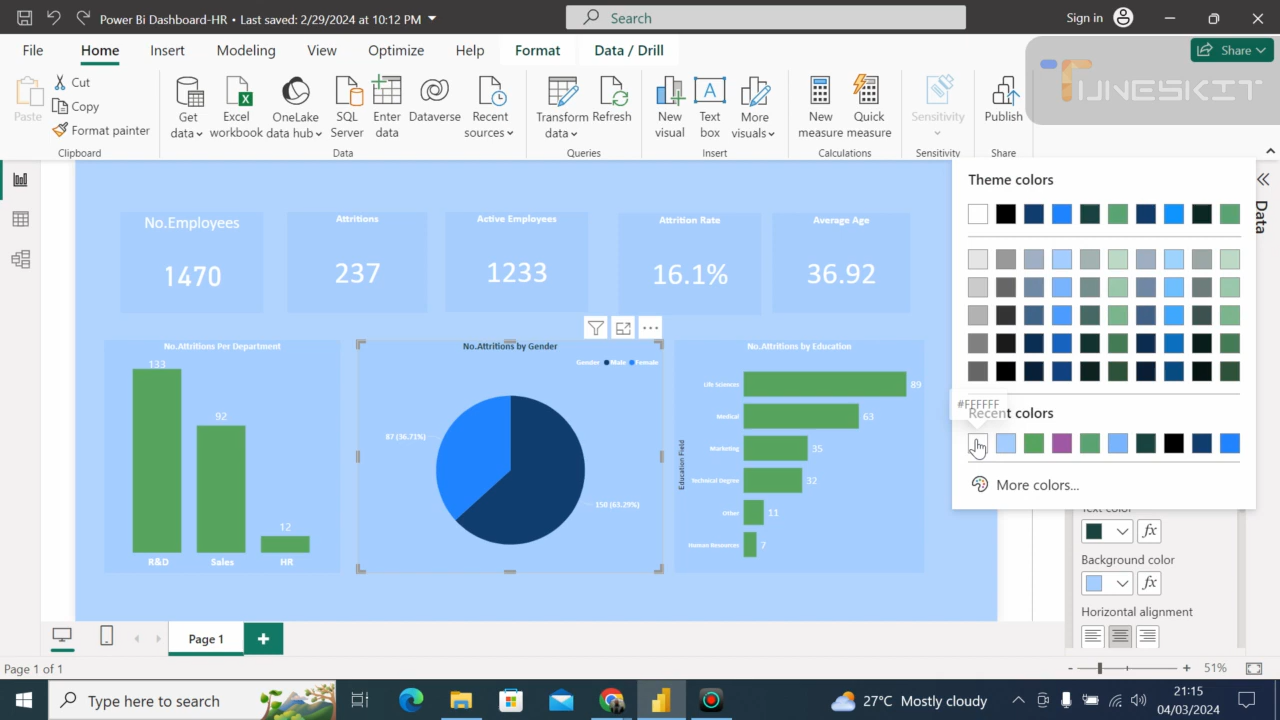 Power Bi Dashboard-HR • Last saved: 2/29/2024 at 10:12 PM
Search
Sign in
File
Home
Insert
Modeling
View
Optimize
Help
Format
Data / Drill
Share
TUNESKIT
Paste
Cut
Copy
Format painter
Get data
Excel workbook
OneLake data hub
SQL Server
Enter data
Dataverse
Recent sources
Transform data
Refresh
New visual
Text box
More visuals
New measure
Quick measure
Sensitivity
Publish
Clipboard
Data
Queries
Insert
Calculations
Sensitivity
Share
No.Employees
1470
Attritions
237
Active Employees
1233
Attrition Rate
16.1%
Average Age
36.92
No.Attritions Per Department
133
92
12
R&D
Sales
HR
No.Attritions by Gender
Gender
Male
Female
87 (36.71%)
150 (63.29%)
No.Attritions by Education
Education Field
Life Sciences
89
Medical
63
Marketing
35
Technical Degree
32
Other
11
Human Resources
7
Theme colors
#FFFFFF
Recent colors
More colors...
Data
Text color
fx
Background color
fx
Horizontal alignment
Page 1
Page 1 of 1
51%
Type here to search
27°C Mostly cloudy
21:15
04/03/2024